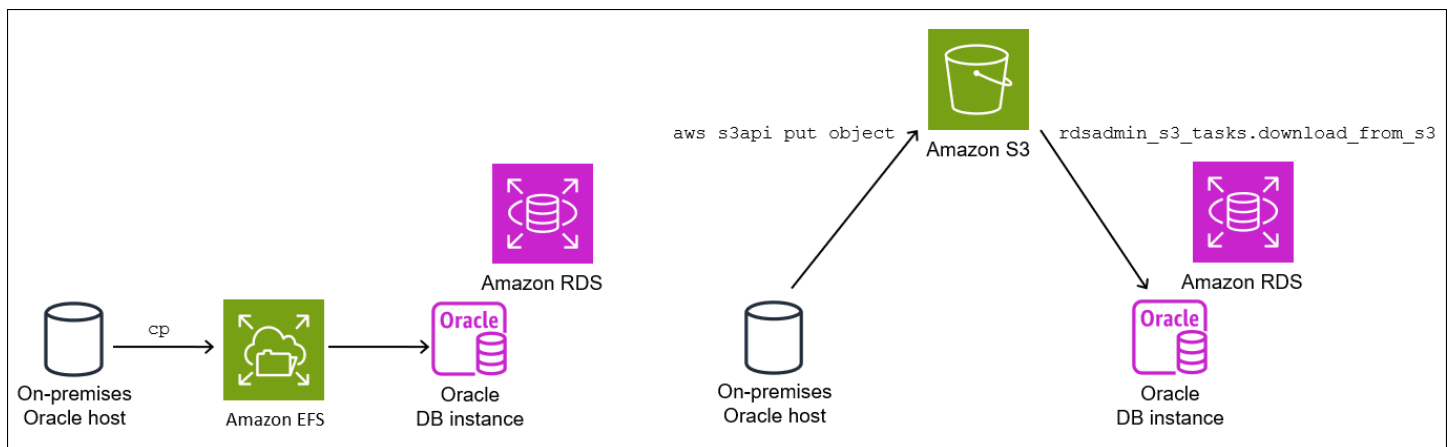 Amazon RDS
On-premises
Oracle host
cp
Amazon EFS
Oracle
Oracle
DB instance
aws s3api put object
Amazon S3
rdsadmin_s3_tasks.download_from_s3
On-premises
Oracle host
Amazon RDS
Oracle
Oracle
DB instance